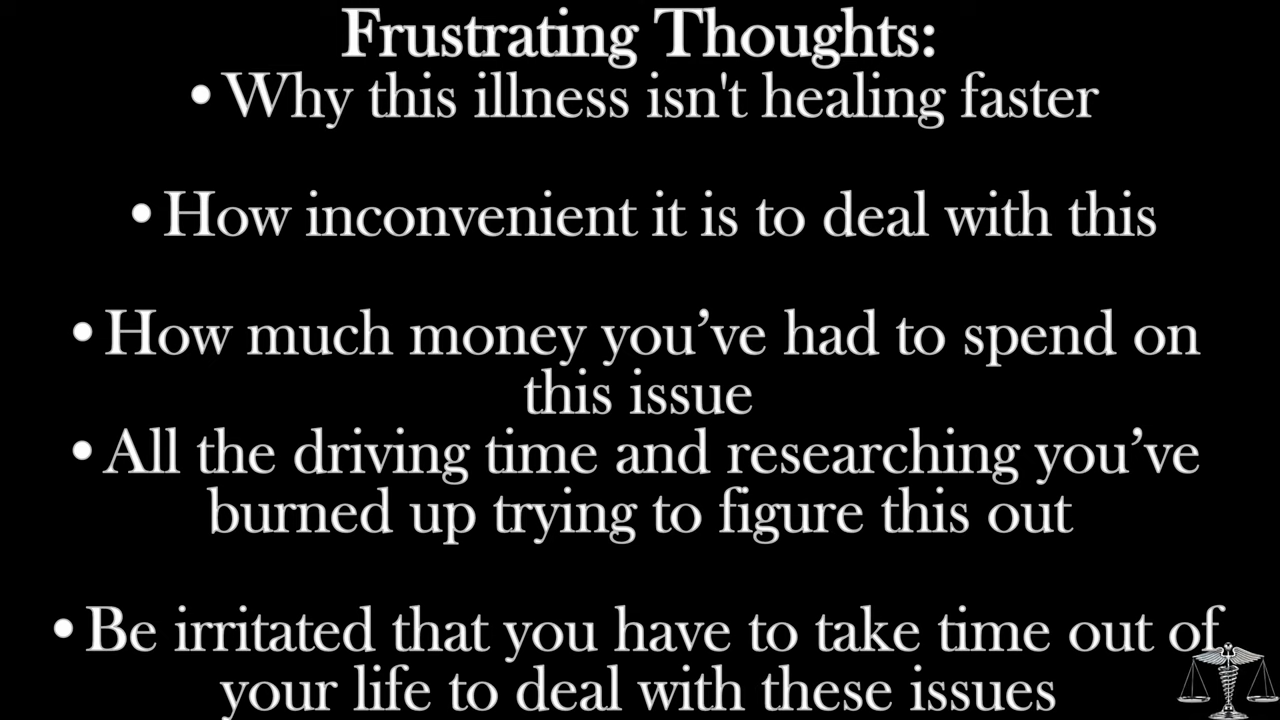 Frustrating Thoughts:
• Why this illness isn't healing faster
• How inconvenient it is to deal with this
• How much money you’ve had to spend on
this issue
• All the driving time and researching you’ve
burned up trying to figure this out
• Be irritated that you have to take time out of
your life to deal with these issues